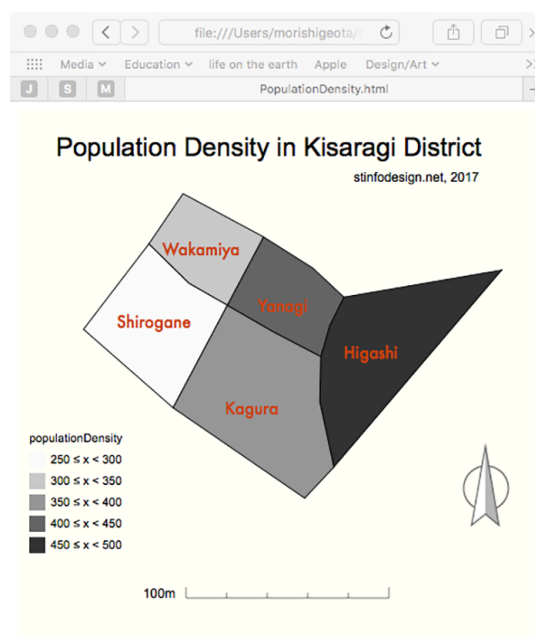 file:///Users/morishigeota/
Media Education life on the earth Apple Design/Art
J S M PopulationDensity.html
Population Density in Kisaragi District
stinfodesign.net, 2017
Wakamiya
Yanagi
Shirogane
Higashi
Kagura
populationDensity
250 ≤ x < 300
300 ≤ x < 350
350 ≤ x < 400
400 ≤ x < 450
450 ≤ x < 500
100m